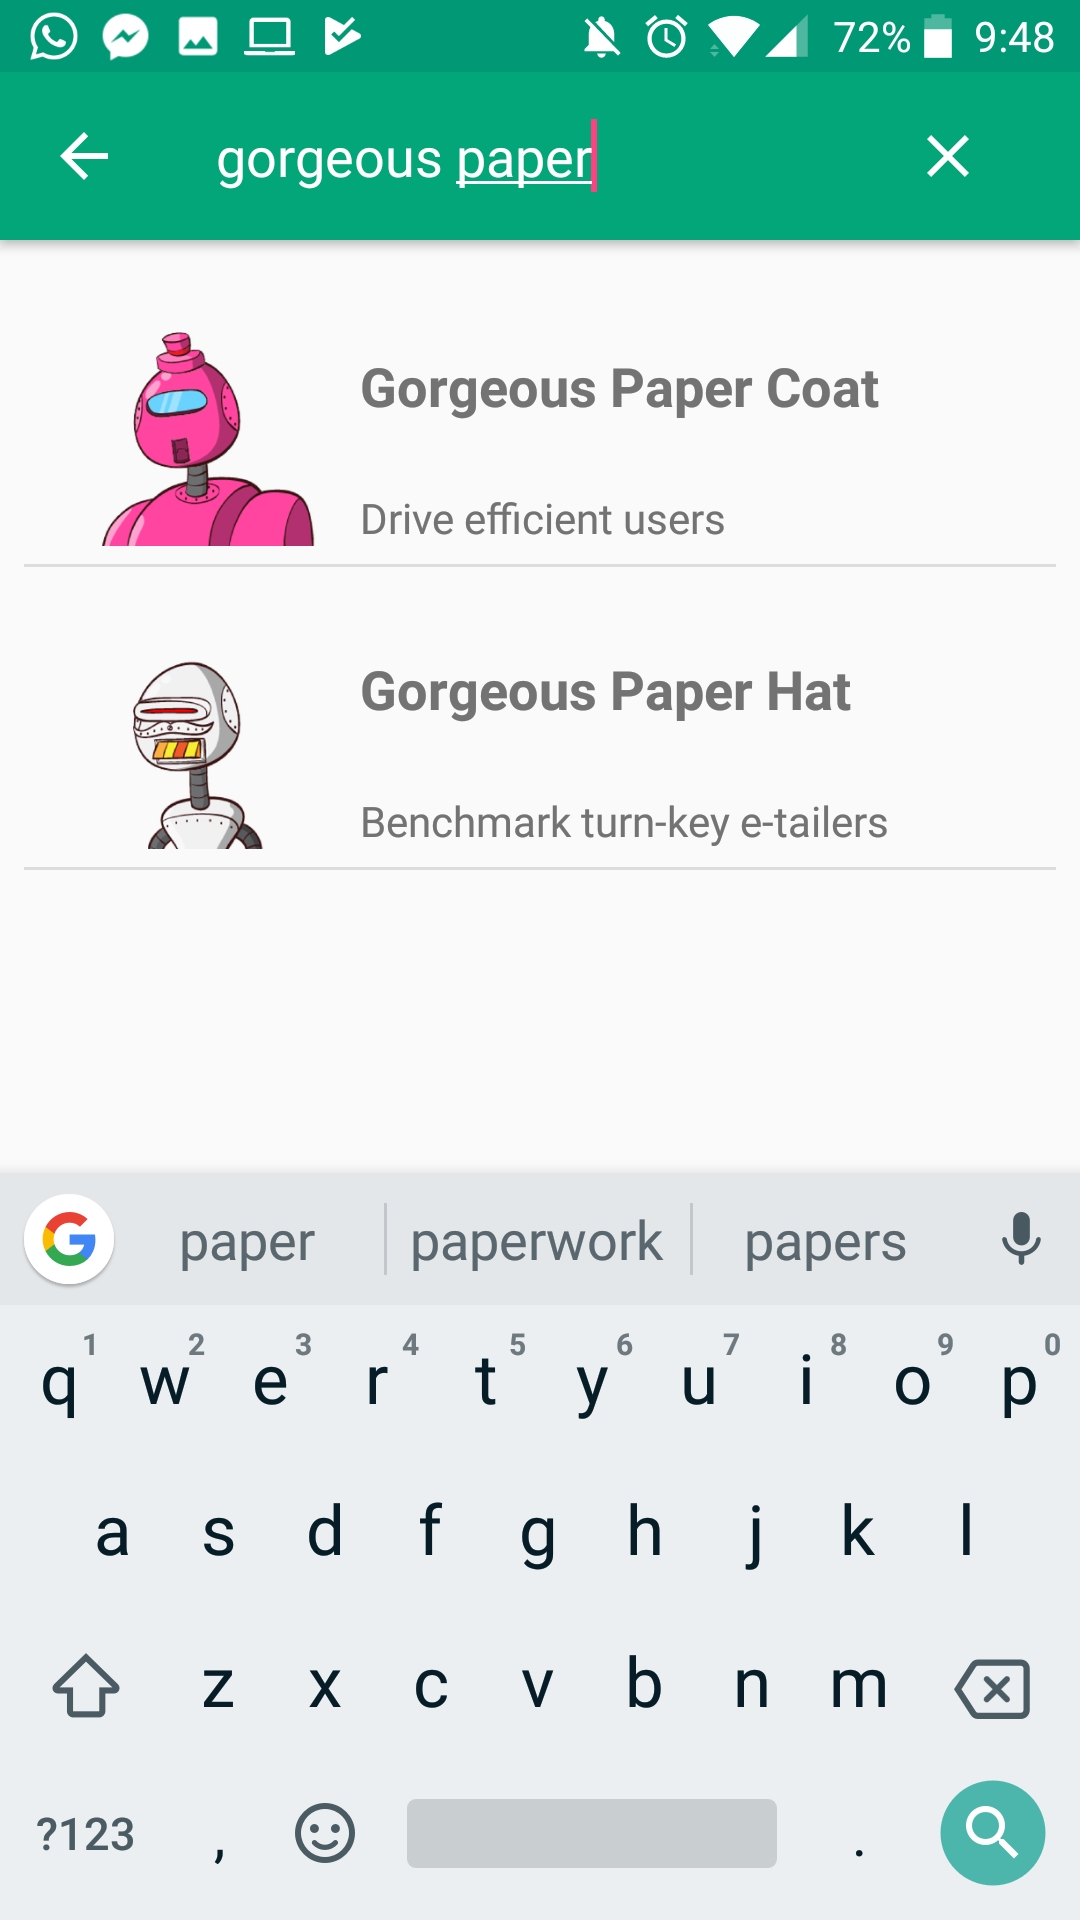 72% 9:48
gorgeous paper
Gorgeous Paper Coat
Drive efficient users
Gorgeous Paper Hat
Benchmark turn-key e-tailers
G paper paperwork papers
1 2 3 4 5 6 7 8 9 0
q w e r t y u i o p
a s d f g h j k l
z x c v b n m
?123 , .